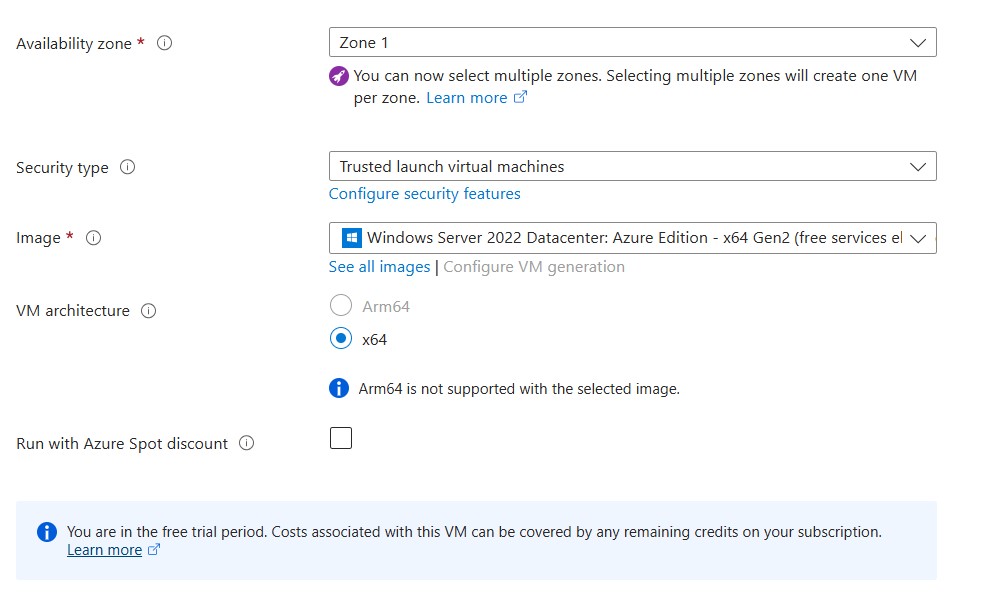 Availability zone *
Zone 1
You can now select multiple zones. Selecting multiple zones will create one VM
per zone. Learn more
Security type
Trusted launch virtual machines
Configure security features
Image *
Windows Server 2022 Datacenter: Azure Edition - x64 Gen2 (free services el
See all images | Configure VM generation
VM architecture
Arm64
x64
Arm64 is not supported with the selected image.
Run with Azure Spot discount
You are in the free trial period. Costs associated with this VM can be covered by any remaining credits on your subscription.
Learn more